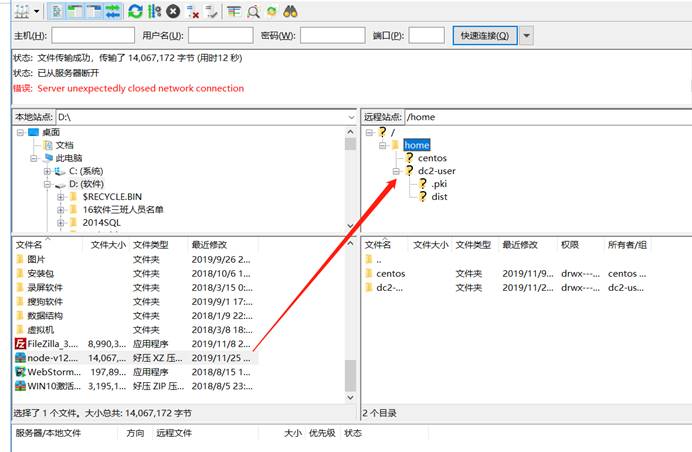 主机(H): 用户名(U): 密码(W): 端口(P): 快速连接(Q)
状态: 文件传输成功，传输了 14,067,172 字节 (用时12 秒)
状态: 已从服务器断开
错误: Server unexpectedly closed network connection
本地站点: D:\
桌面
文档
此电脑
C: (系统)
D: (软件)
$RECYCLE.BIN
16软件三班人员名单
2014SQL
远程站点: /home
/
home
centos
dc2-user
.pki
dist
文件名 文件大小 文件类型 最近修改
图片 文件夹 2019/9/26 2...
安装包 文件夹 2018/10/6 1...
录屏软件 文件夹 2018/3/15 0:...
搜狗软件 文件夹 2019/9/1 17:...
数据结构 文件夹 2018/1/9 22:...
虚拟机 文件夹 2018/3/8 18:...
FileZilla_3.... 8,990,3... 应用程序 2019/11/8 2...
node-v12.... 14,067,... 好压 XZ 压... 2019/11/25 ...
WebStorm... 197,89... 应用程序 2018/8/15 1...
WIN10激活... 3,195,1... 好压 ZIP 压... 2018/8/5 23:...
选择了 1 个文件。大小总共: 14,067,172 字节
文件名 文件大小 文件类型 最近修改 权限 所有者/组
..
centos 文件夹 2019/11/9... drwx---... centos ...
dc2-... 文件夹 2019/11/2... drwx---... dc2-us...
2 个目录
服务器/本地文件 方向 远程文件 大小 优先级 状态